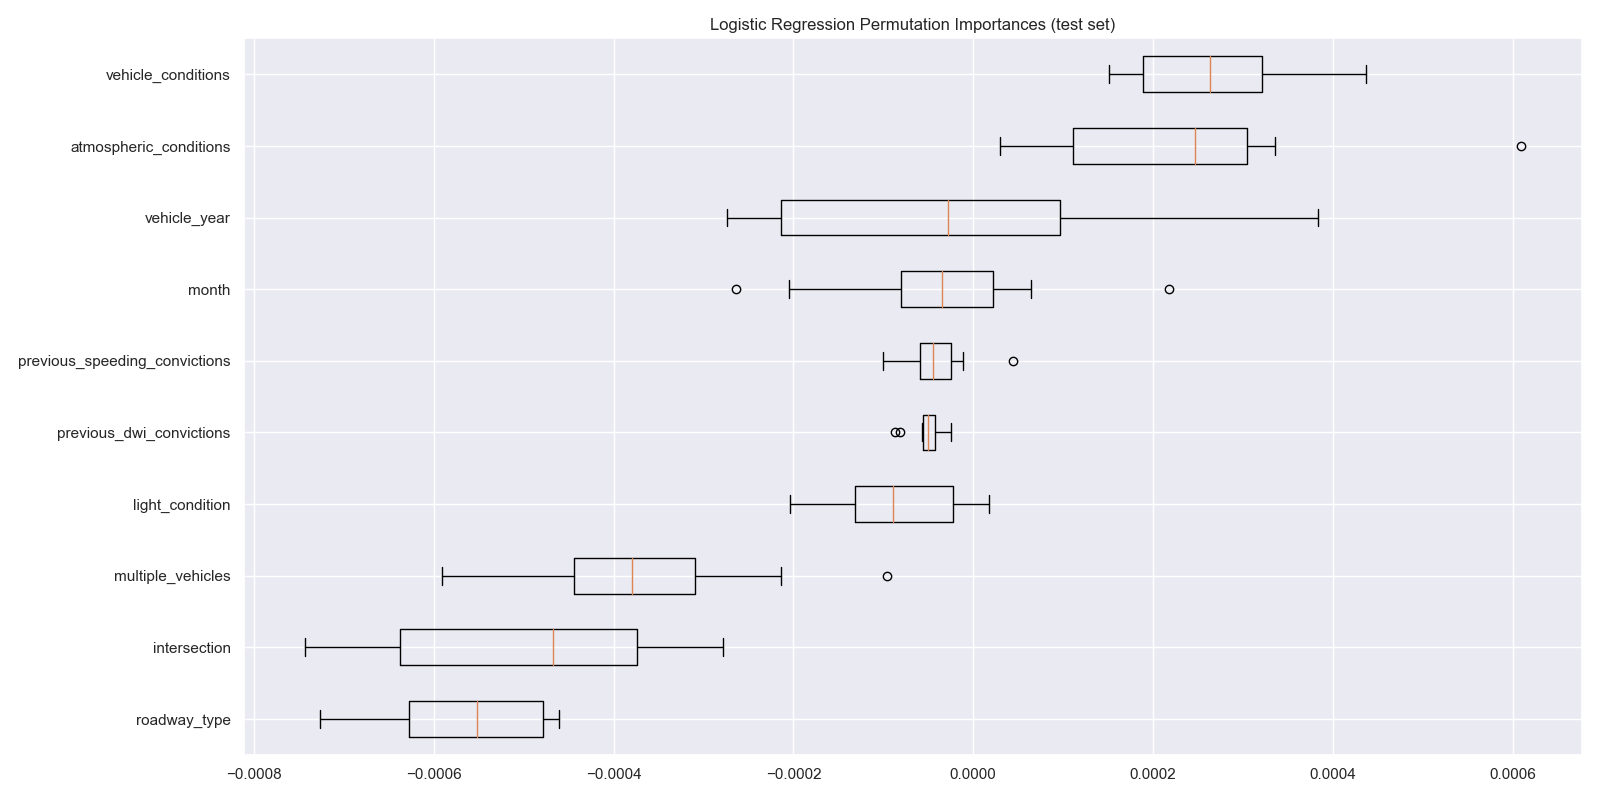 Logistic Regression Permutation Importances (test set)
vehicle_conditions
atmospheric_conditions
vehicle_year
month
previous_speeding_convictions
previous_dwi_convictions
light_condition
multiple_vehicles
intersection
roadway_type
−0.0008 −0.0006 −0.0004 −0.0002 0.0000 0.0002 0.0004 0.0006